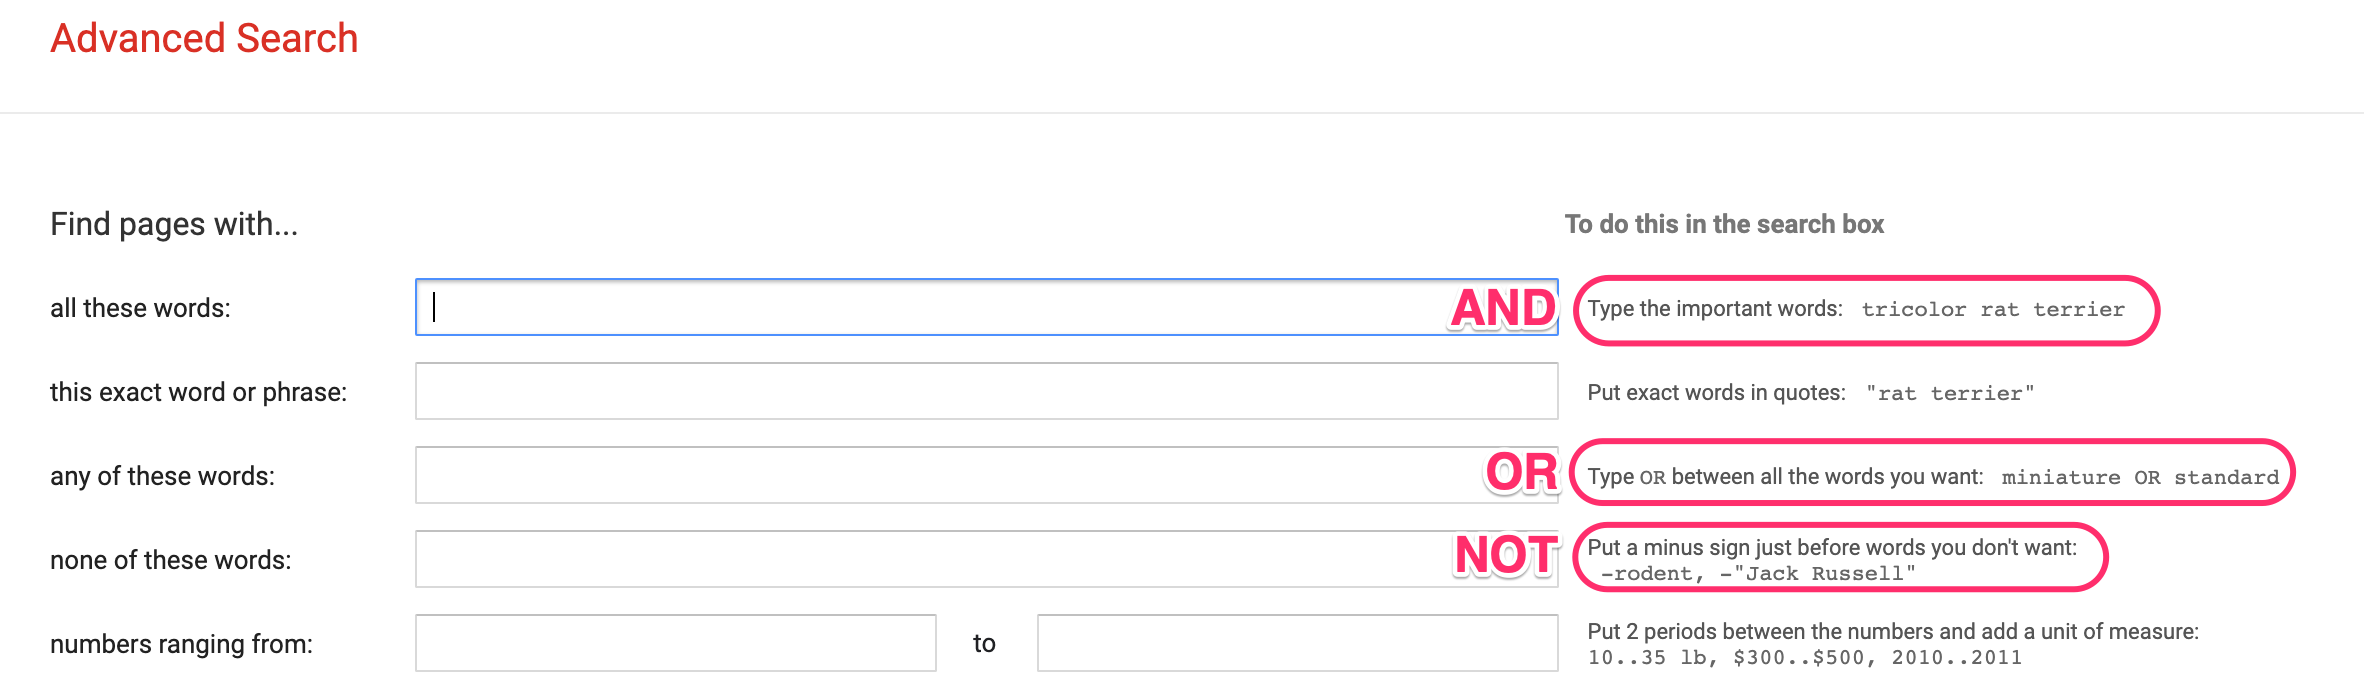 Advanced Search
Find pages with...
To do this in the search box
all these words:
AND
Type the important words: tricolor rat terrier
this exact word or phrase:
Put exact words in quotes: "rat terrier"
any of these words:
OR
Type OR between all the words you want: miniature OR standard
none of these words:
NOT
Put a minus sign just before words you don't want:
-rodent, -"Jack Russell"
numbers ranging from:
to
Put 2 periods between the numbers and add a unit of measure:
10..35 lb, $300..$500, 2010..2011